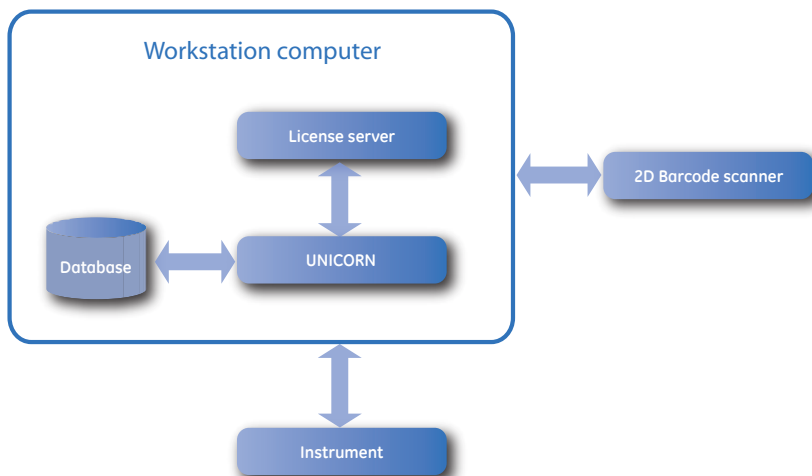 Workstation computer
License server
2D Barcode scanner
Database
UNICORN
Instrument